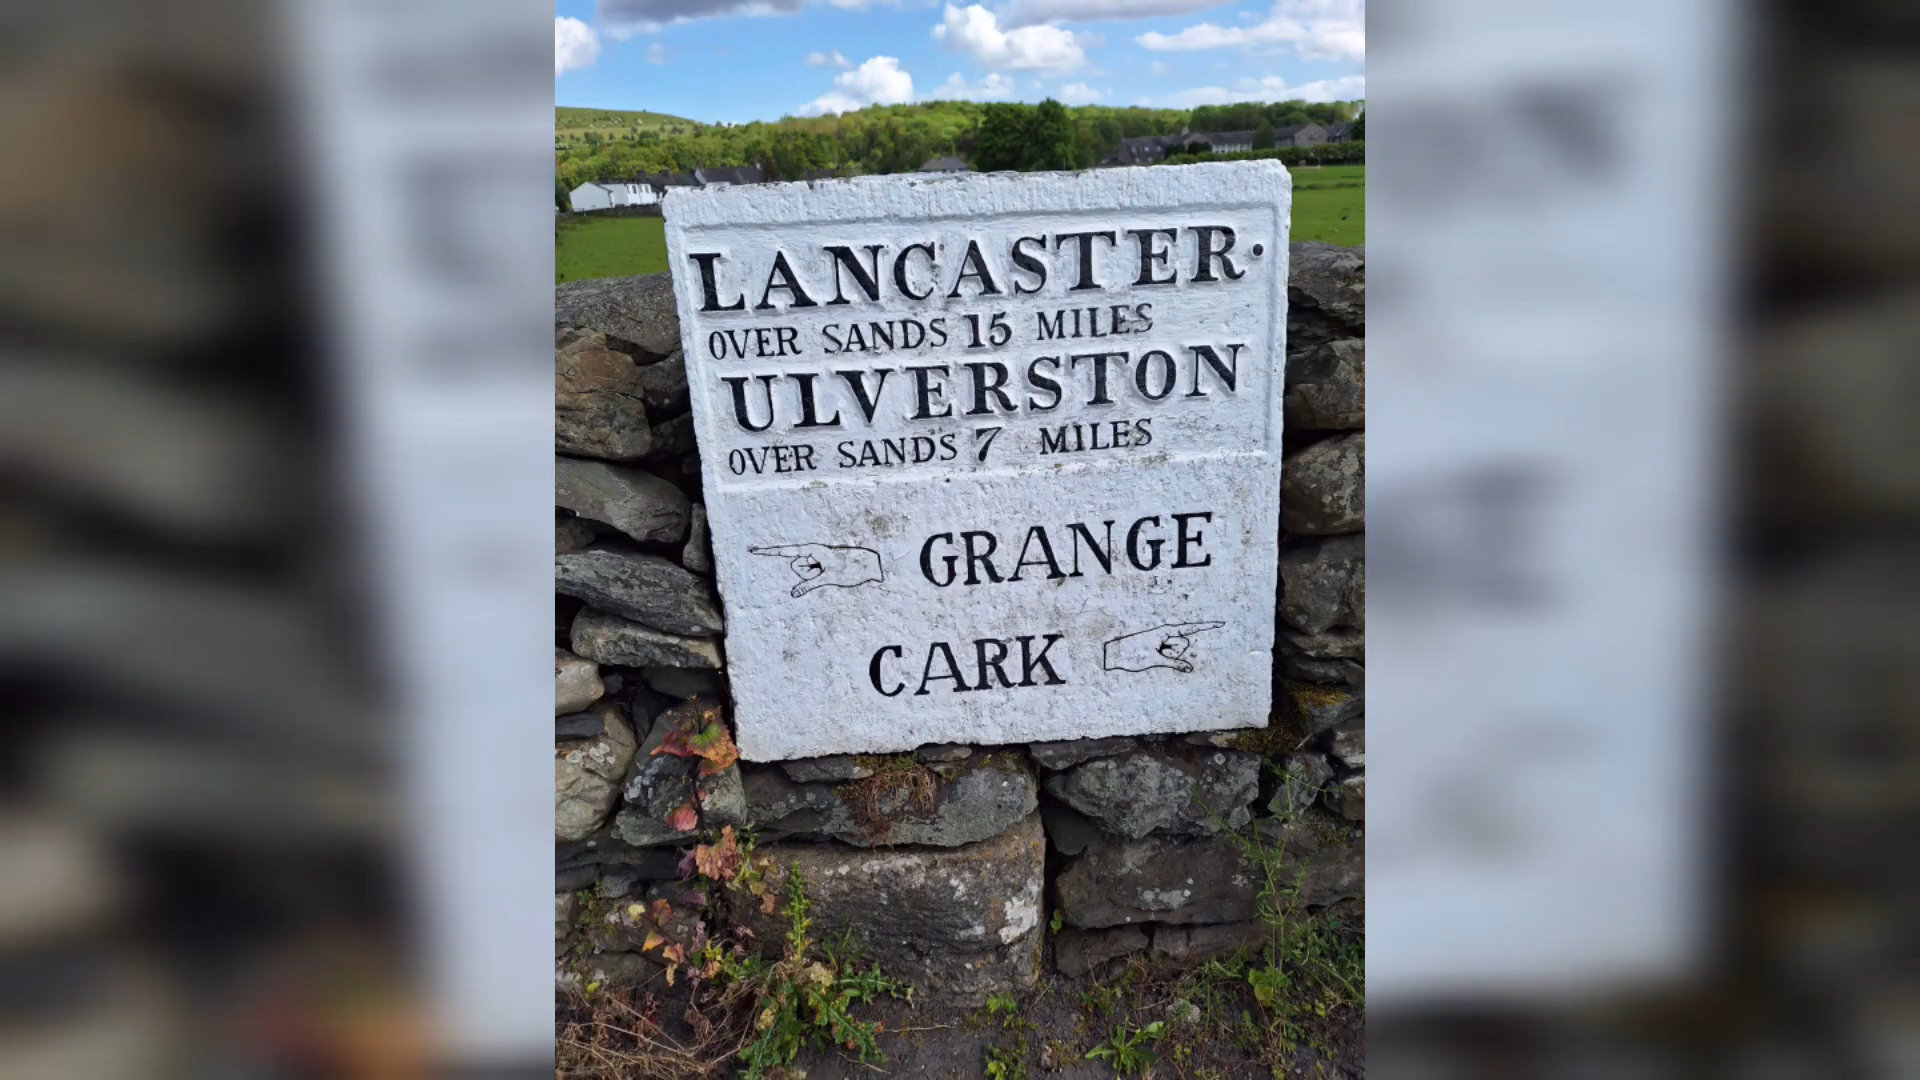 LANCASTER·
OVER SANDS 15 MILES
ULVERSTON
OVER SANDS 7 MILES
GRANGE
CARK